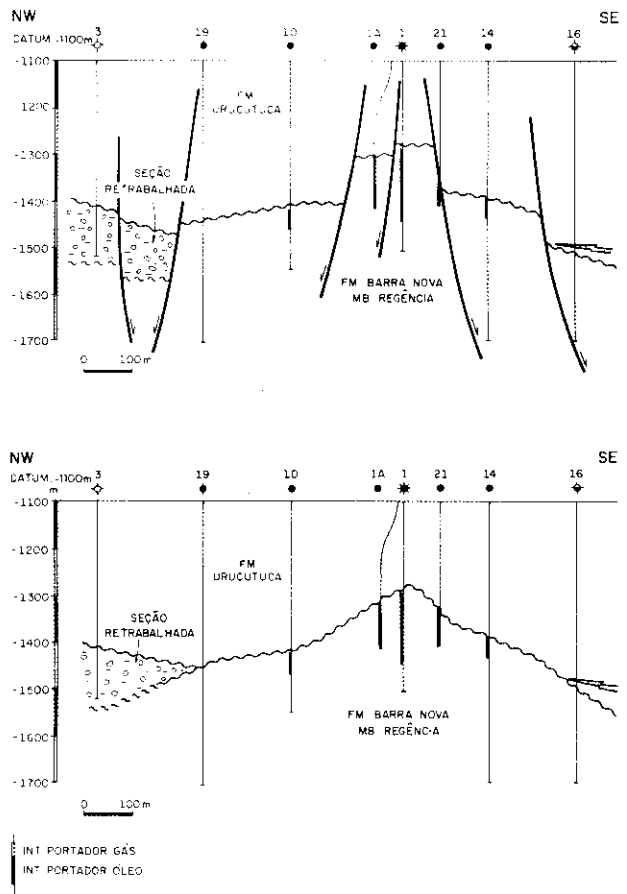 NW
SE
DATUM -1100m
3
19
10
1A
1
21
14
16
-1100
-1200
-1300
-1400
-1500
-1600
-1700
FM
URUCUTUCA
SEÇÃO
RETRABALHADA
FM BARRA NOVA
MB REGÊNCIA
0 100m
NW
SE
DATUM.-1100m
m
3
19
10
1A
1
21
14
16
-1100
-1200
-1300
-1400
-1500
-1600
-1700
FM
URUCUTUCA
SEÇÃO
RETRABALHADA
FM BARRA NOVA
MB REGÊNCIA
0 100m
INT PORTADOR GÁS
INT PORTADOR ÓLEO